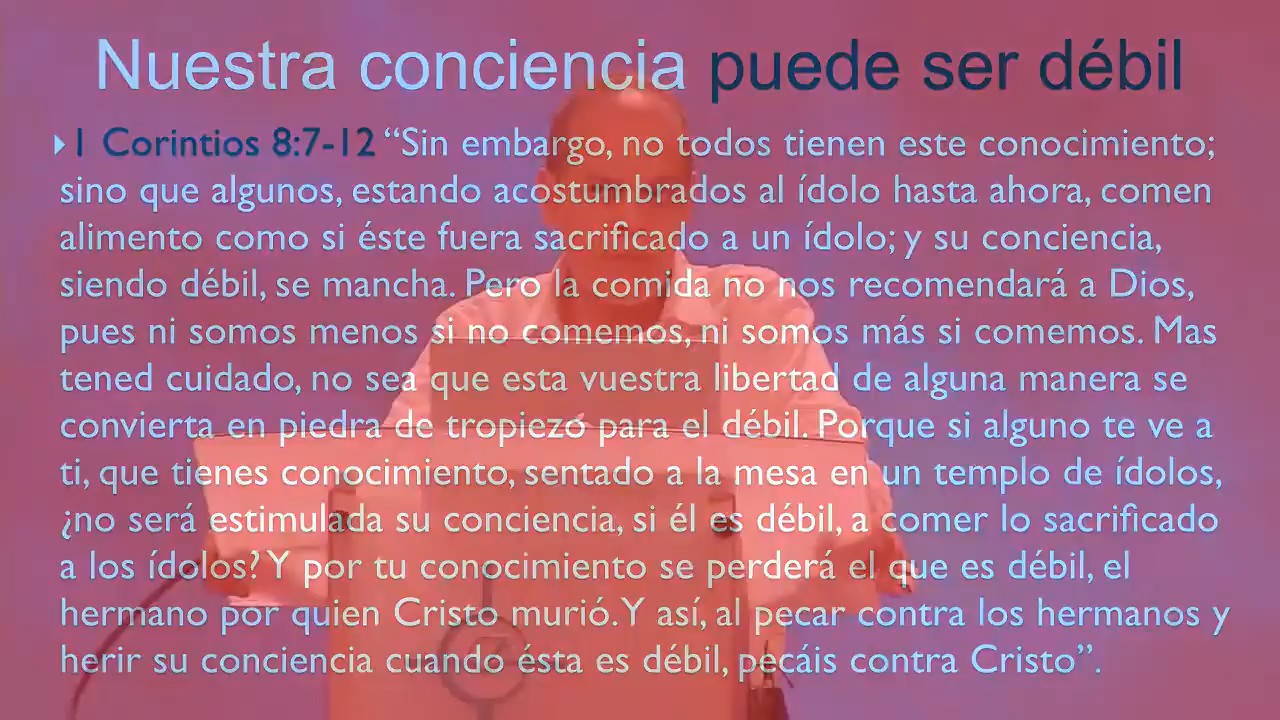 Nuestra conciencia puede ser débil
1 Corintios 8:7-12 “Sin embargo, no todos tienen este conocimiento;
sino que algunos, estando acostumbrados al ídolo hasta ahora, comen
alimento como si éste fuera sacrificado a un ídolo; y su conciencia,
siendo débil, se mancha. Pero la comida no nos recomendará a Dios,
pues ni somos menos si no comemos, ni somos más si comemos. Mas
tened cuidado, no sea que esta vuestra libertad de alguna manera se
convierta en piedra de tropiezo para el débil. Porque si alguno te ve a
ti, que tienes conocimiento, sentado a la mesa en un templo de ídolos,
¿no será estimulada su conciencia, si él es débil, a comer lo sacrificado
a los ídolos? Y por tu conocimiento se perderá el que es débil, el
hermano por quien Cristo murió. Y así, al pecar contra los hermanos y
herir su conciencia cuando ésta es débil, pecáis contra Cristo”.